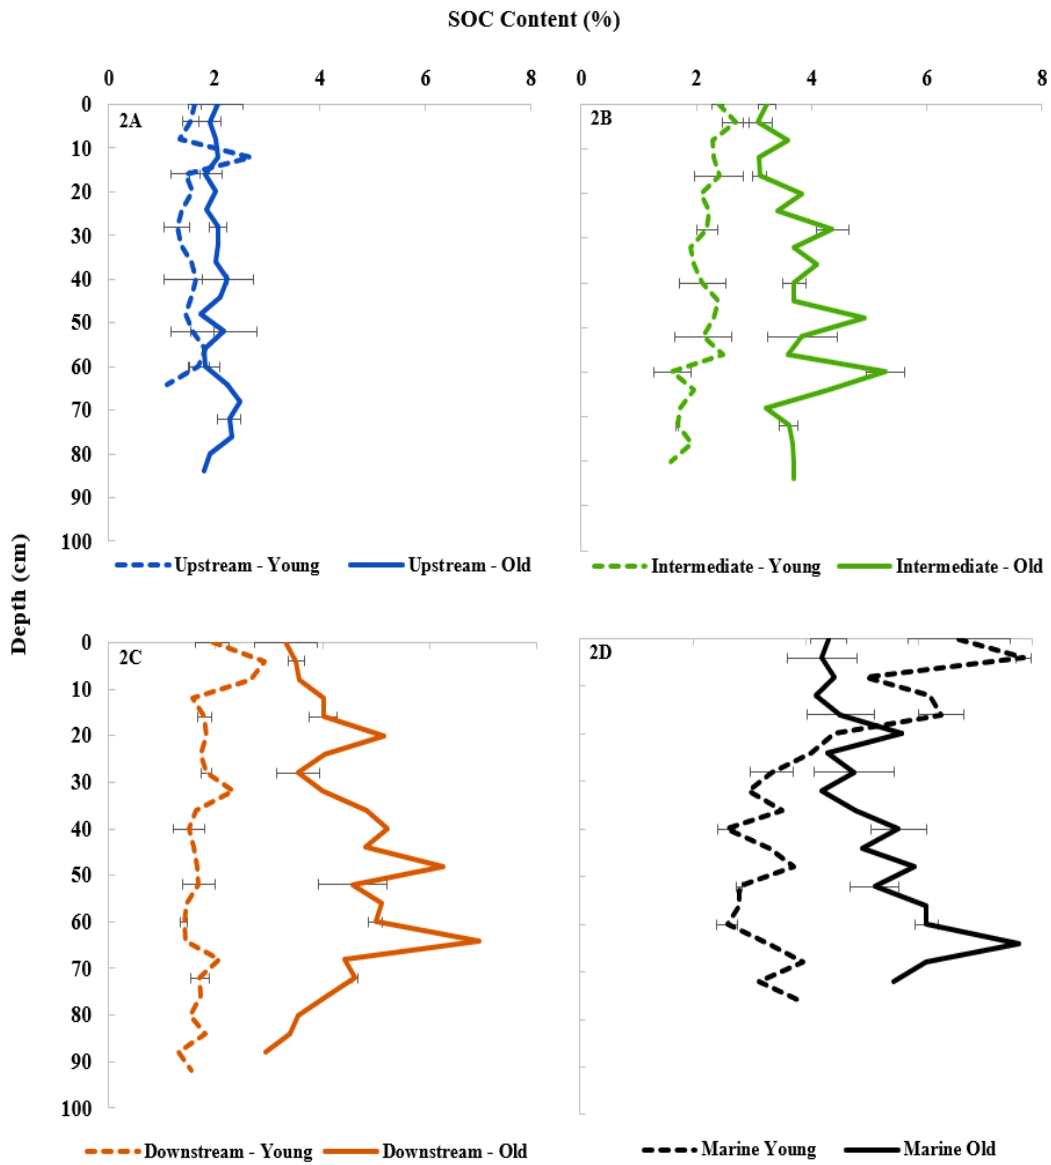 SOC Content (%)
0 2 4 6 8
0 2 4 6 8
0
10
20
30
40
50
60
70
80
90
100
2A
2B
Upstream - Young Upstream - Old
Intermediate - Young Intermediate - Old
Depth (cm)
0
10
20
30
40
50
60
70
80
90
100
2C
2D
Downstream - Young Downstream - Old
Marine Young Marine Old